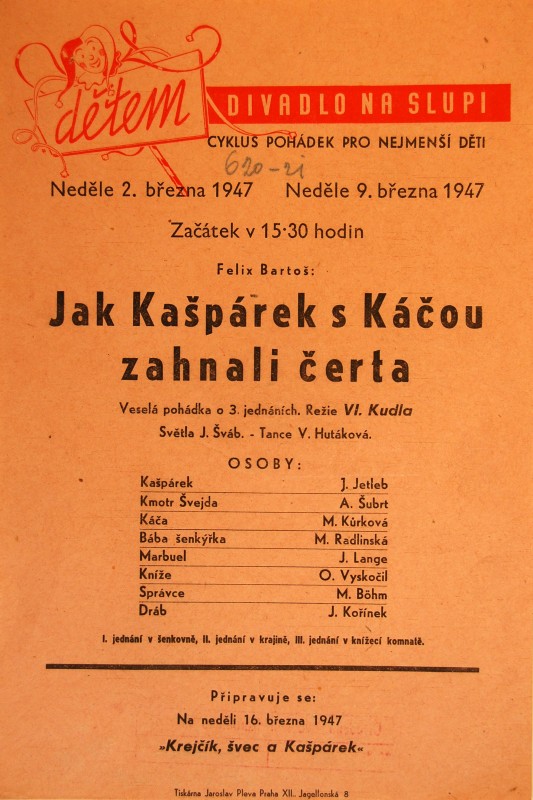 dětem
DIVADLO NA SLUPI
CYKLUS POHÁDEK PRO NEJMENŠÍ DĚTI
620-21
Neděle 2. března 1947 Neděle 9. března 1947
Začátek v 15·30 hodin
Felix Bartoš:
Jak Kašpárek s Káčou
zahnali čerta
Veselá pohádka o 3. jednáních. Režie Vl. Kudla
Světla J. Šváb. - Tance V. Hutáková.
OSOBY:
Kašpárek J. Jetleb
Kmotr Švejda A. Šubrt
Káča M. Kůrková
Bába šenkýřka M. Radlinská
Marbuel J. Lange
Kníže O. Vyskočil
Správce M. Böhm
Dráb J. Kořínek
I. jednání v šenkovně, II. jednání v krajině, III. jednání v knížecí komnatě.
Připravuje se:
Na neděli 16. března 1947
»Krejčík, švec a Kašpárek«
Tiskárna Jaroslav Pleva Praha XII., Jagellonská 8